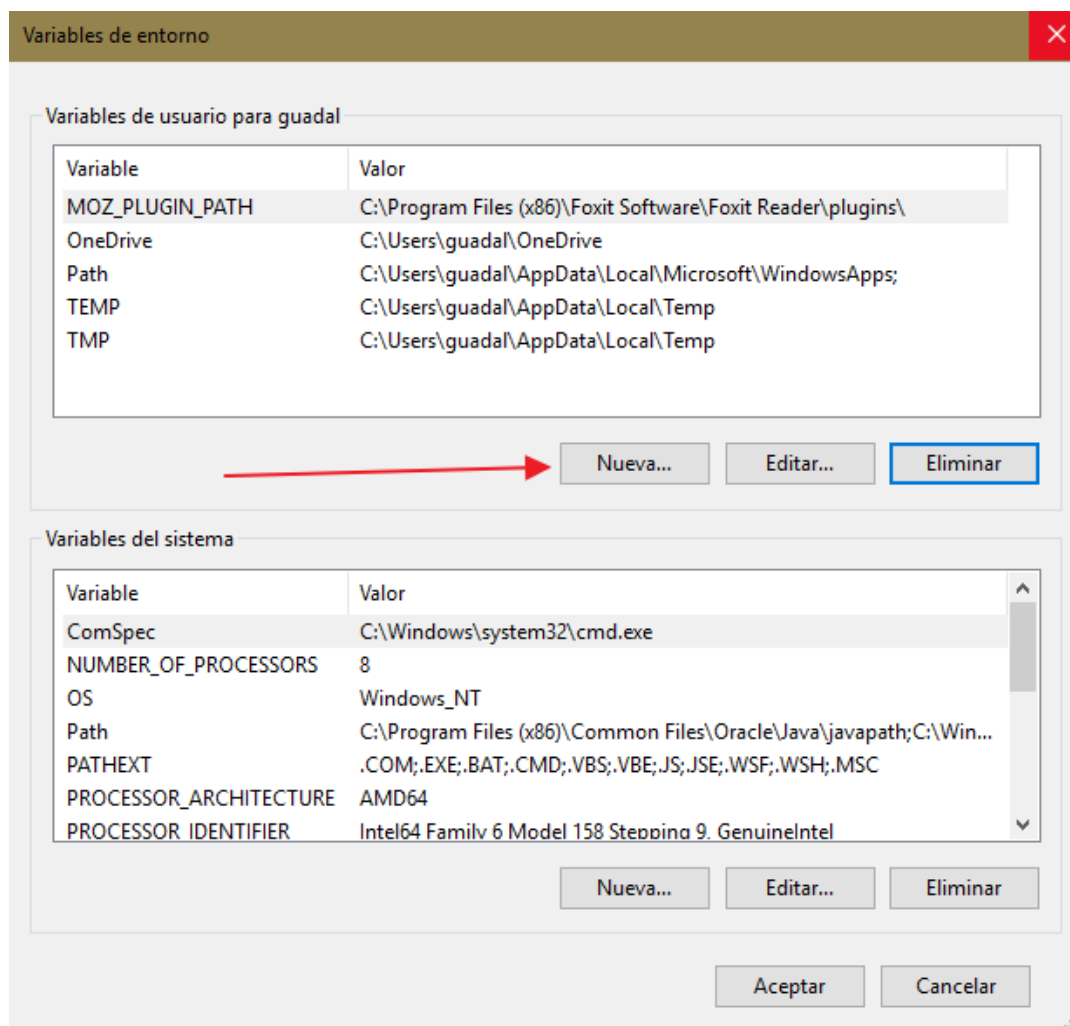 Variables de entorno
Variables de usuario para guadal
Variable Valor
MOZ_PLUGIN_PATH C:\Program Files (x86)\Foxit Software\Foxit Reader\plugins\
OneDrive C:\Users\guadal\OneDrive
Path C:\Users\guadal\AppData\Local\Microsoft\WindowsApps;
TEMP C:\Users\guadal\AppData\Local\Temp
TMP C:\Users\guadal\AppData\Local\Temp
Nueva... Editar... Eliminar
Variables del sistema
Variable Valor
ComSpec C:\Windows\system32\cmd.exe
NUMBER_OF_PROCESSORS 8
OS Windows_NT
Path C:\Program Files (x86)\Common Files\Oracle\Java\javapath;C:\Win...
PATHEXT .COM;.EXE;.BAT;.CMD;.VBS;.VBE;.JS;.JSE;.WSF;.WSH;.MSC
PROCESSOR_ARCHITECTURE AMD64
PROCESSOR_IDENTIFIER Intel64 Family 6 Model 158 Stepping 9, GenuineIntel
Nueva... Editar... Eliminar
Aceptar Cancelar